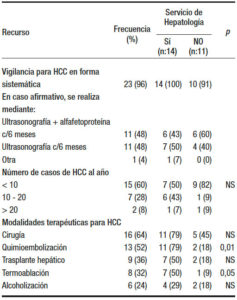 Servicio de
Hepatología
Recurso Frecuencia (%) Sí (n:14) NO (n:11) p
Vigilancia para HCC en forma
sistemática 23 (96) 14 (100) 10 (91)
En caso afirmativo, se realiza
mediante:
Ultrasonografía + alfafetoproteína
c/6 meses 11 (48) 6 (43) 6 (60)
Ultrasonografía c/6 meses 11 (48) 7 (50) 4 (40)
Otra 1 (4) 1 (7) 0 (0)
Número de casos de HCC al año
< 10 15 (60) 7 (50) 9 (82) NS
10 - 20 7 (28) 6 (43) 1 (9)
> 20 2 (8) 1 (7) 1 (9)
Modalidades terapéuticas para HCC
Cirugía 16 (64) 11 (79) 5 (45) NS
Quimioembolización 13 (52) 11 (79) 2 (18) 0,01
Trasplante hepático 9 (36) 7 (50) 2 (18) NS
Termoablación 8 (32) 7 (50) 1 (9) 0,05
Alcoholización 6 (24) 4 (29) 2 (18) NS